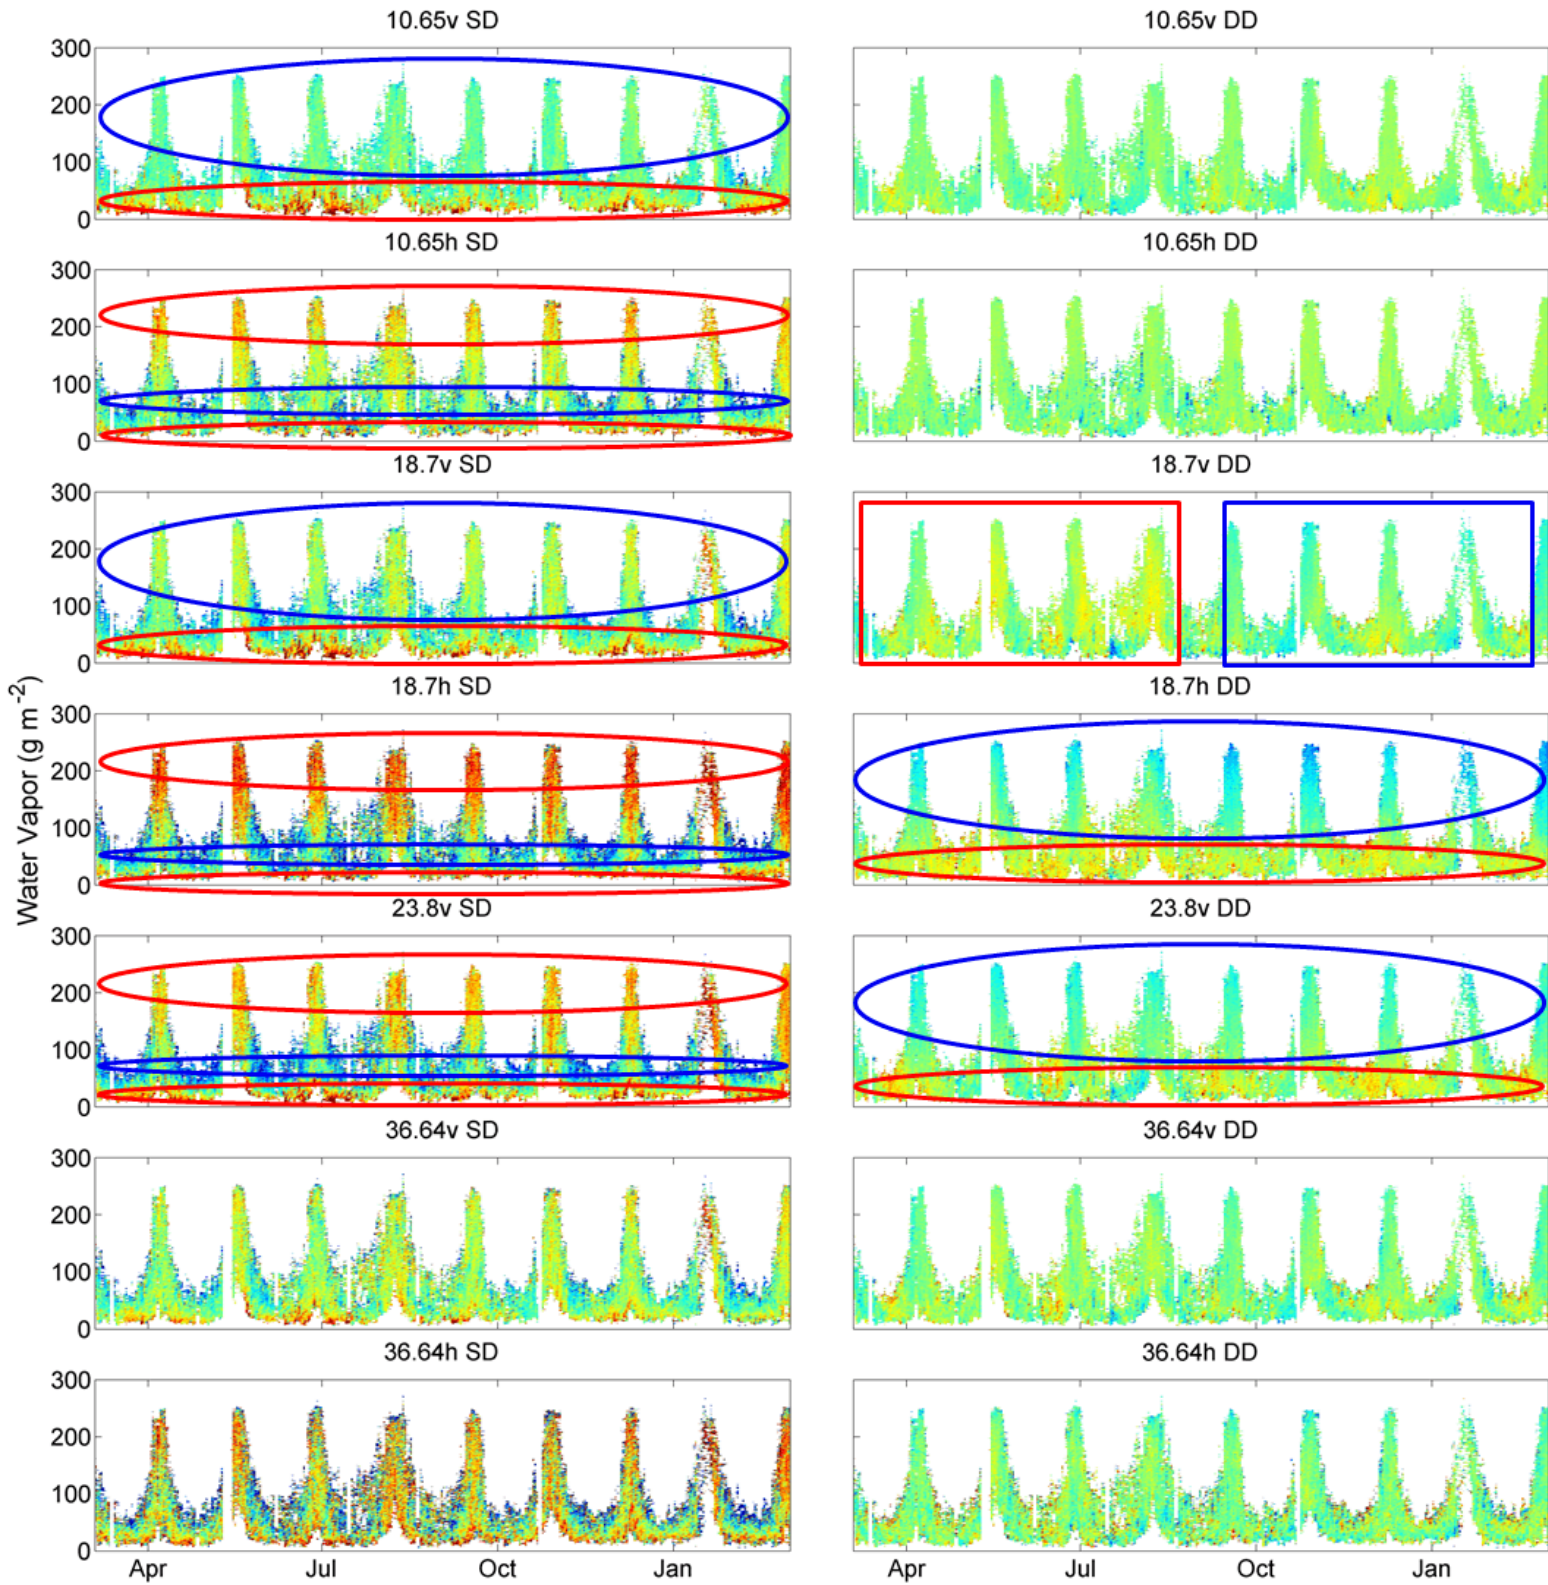 10.65v SD
10.65v DD
300
200
100
0
10.65h SD
10.65h DD
300
200
100
0
18.7v SD
18.7v DD
300
200
100
0
18.7h SD
18.7h DD
300
200
100
0
Water Vapor (g m⁻²)
23.8v SD
23.8v DD
300
200
100
0
36.64v SD
36.64v DD
300
200
100
0
36.64h SD
36.64h DD
300
200
100
0
Apr Jul Oct Jan
Apr Jul Oct Jan